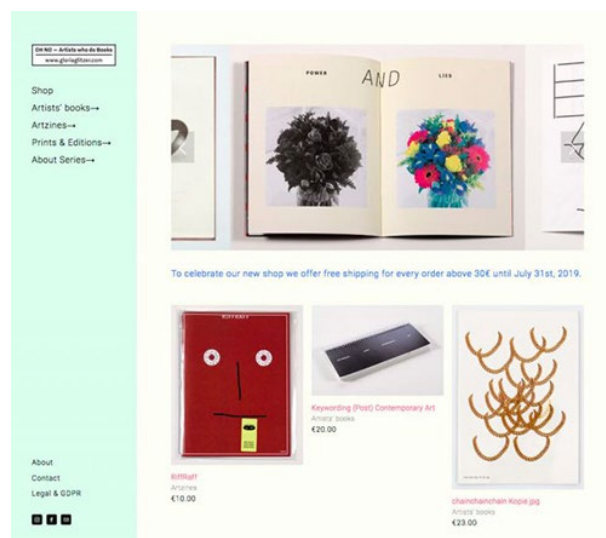 OH NO — Artists who do Books
www.gloriaglitzer.com
Shop
Artists' books→
Artzines→
Prints & Editions→
About Series→
POWER AND LIES
To celebrate our new shop we offer free shipping for every order above 30€ until July 31st, 2019.
RIFFRAFF
RiffRaff
Artzines
€10.00
Keywording (Post) Contemporary Art
Artists' books
€20.00
chainchainchain Kopie.jpg
Artists' books
€23.00
About
Contact
Legal & GDPR